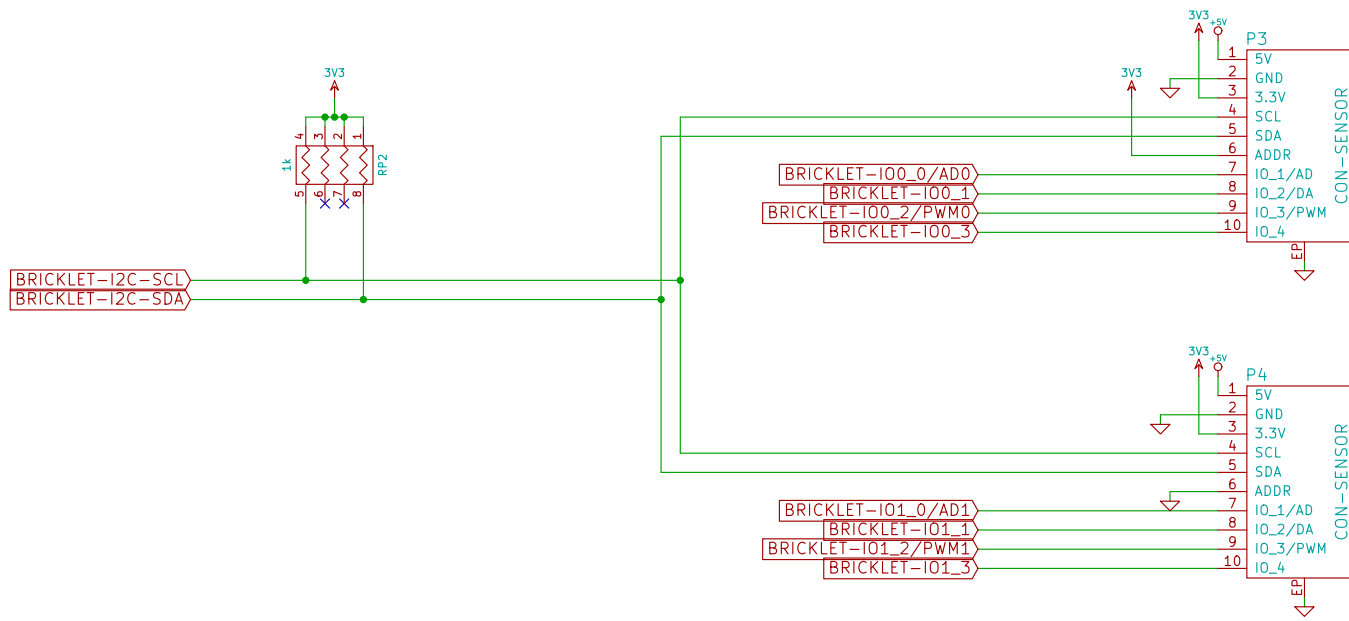 3V3
4
3
2
1
1k
RP2
5
6
7
8
BRICKLET-I2C-SCL
BRICKLET-I2C-SDA
3V3
3V3
+5V
P3
1 5V
2 GND
3 3.3V
4 SCL
5 SDA
6 ADDR
BRICKLET-IO0_0/AD0 7 IO_1/AD
BRICKLET-IO0_1 8 IO_2/DA
BRICKLET-IO0_2/PWM0 9 IO_3/PWM
BRICKLET-IO0_3 10 IO_4
CON-SENSOR
EP
3V3
+5V
P4
1 5V
2 GND
3 3.3V
4 SCL
5 SDA
6 ADDR
BRICKLET-IO1_0/AD1 7 IO_1/AD
BRICKLET-IO1_1 8 IO_2/DA
BRICKLET-IO1_2/PWM1 9 IO_3/PWM
BRICKLET-IO1_3 10 IO_4
CON-SENSOR
EP